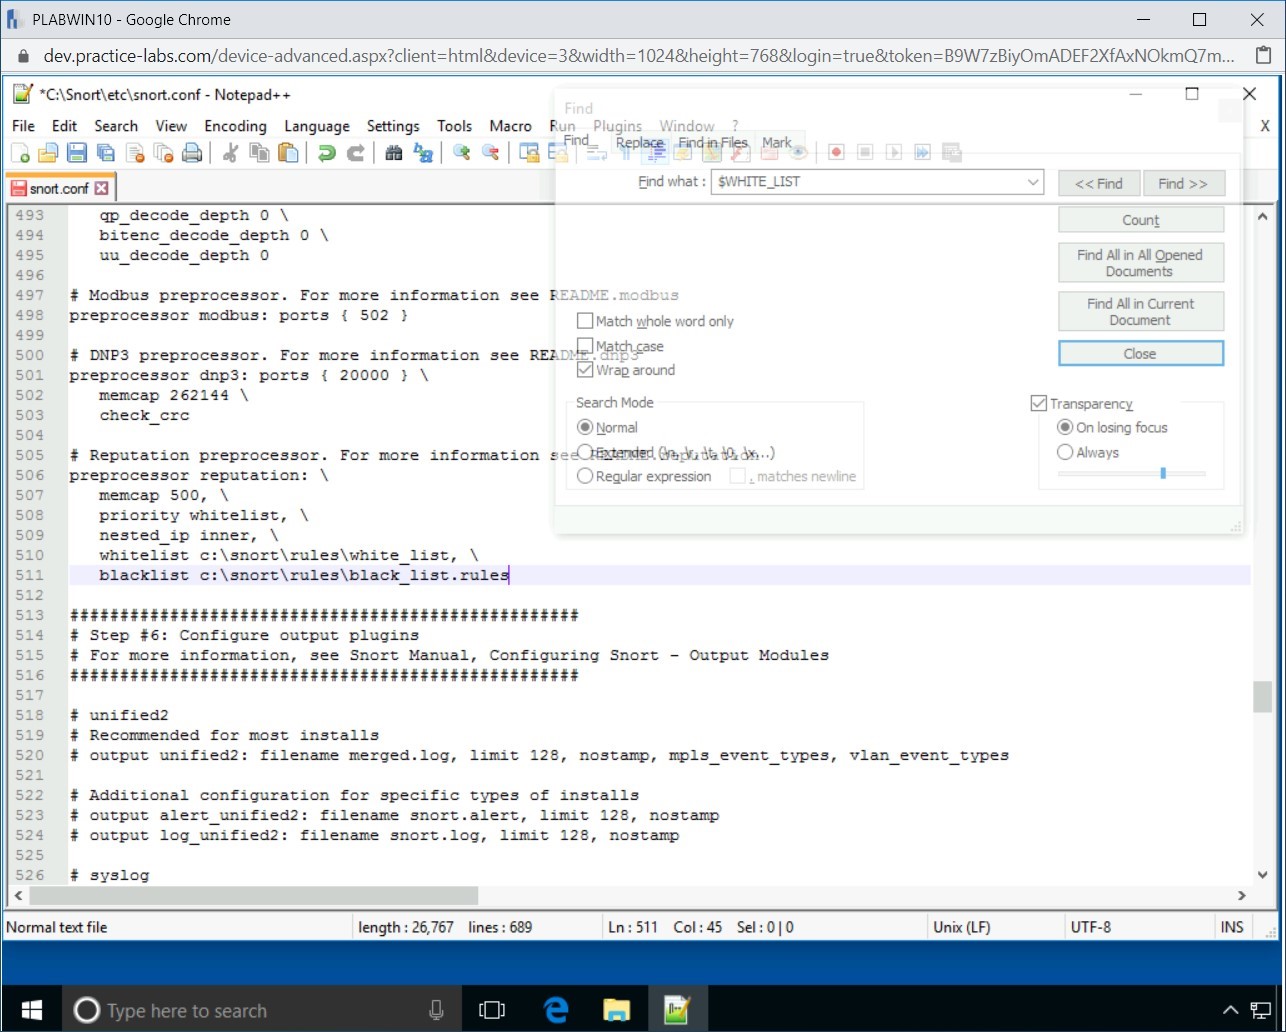 PLABWIN10 - Google Chrome
dev.practice-labs.com/device-advanced.aspx?client=html&device=3&width=1024&height=768&login=true&token=B9W7zBiyOmADEF2XfAxNOkmQ7m...
*C:\Snort\etc\snort.conf - Notepad++
File Edit Search View Encoding Language Settings Tools Macro Run Plugins Window ? X
snort.conf
Find
Find Replace Find in Files Mark
Find what : $WHITE_LIST << Find Find >>
Count
Find All in All Opened Documents
Find All in Current Document
Close
Match whole word only
Match case
Wrap around
Search Mode
Normal
Extended (\n, \r, \t, \0, \x...)
Regular expression . matches newline
Transparency
On losing focus
Always
493 qp_decode_depth 0 \
494 bitenc_decode_depth 0 \
495 uu_decode_depth 0
496
497 # Modbus preprocessor. For more information see README.modbus
498 preprocessor modbus: ports { 502 }
499
500 # DNP3 preprocessor. For more information see README.dnp3
501 preprocessor dnp3: ports { 20000 } \
502 memcap 262144 \
503 check_crc
504
505 # Reputation preprocessor. For more information see README.reputation
506 preprocessor reputation: \
507 memcap 500, \
508 priority whitelist, \
509 nested_ip inner, \
510 whitelist c:\snort\rules\white_list, \
511 blacklist c:\snort\rules\black_list.rules
512
513 ###################################################
514 # Step #6: Configure output plugins
515 # For more information, see Snort Manual, Configuring Snort - Output Modules
516 ###################################################
517
518 # unified2
519 # Recommended for most installs
520 # output unified2: filename merged.log, limit 128, nostamp, mpls_event_types, vlan_event_types
521
522 # Additional configuration for specific types of installs
523 # output alert_unified2: filename snort.alert, limit 128, nostamp
524 # output log_unified2: filename snort.log, limit 128, nostamp
525
526 # syslog
Normal text file length : 26,767 lines : 689 Ln : 511 Col : 45 Sel : 0 | 0 Unix (LF) UTF-8 INS
Type here to search